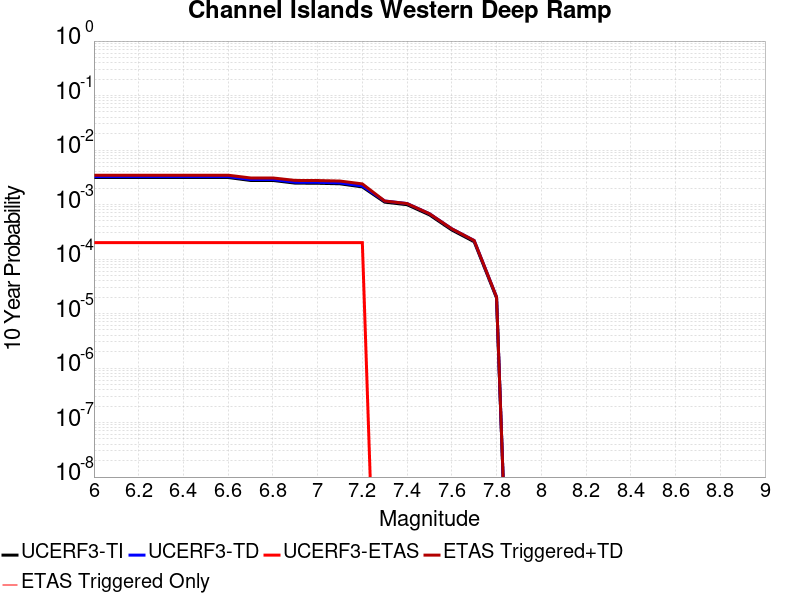 Channel Islands Western Deep Ramp
10 Year Probability
10^0
10^-1
10^-2
10^-3
10^-4
10^-5
10^-6
10^-7
10^-8
6 6.2 6.4 6.6 6.8 7 7.2 7.4 7.6 7.8 8 8.2 8.4 8.6 8.8 9
Magnitude
UCERF3-TI UCERF3-TD UCERF3-ETAS ETAS Triggered+TD
ETAS Triggered Only